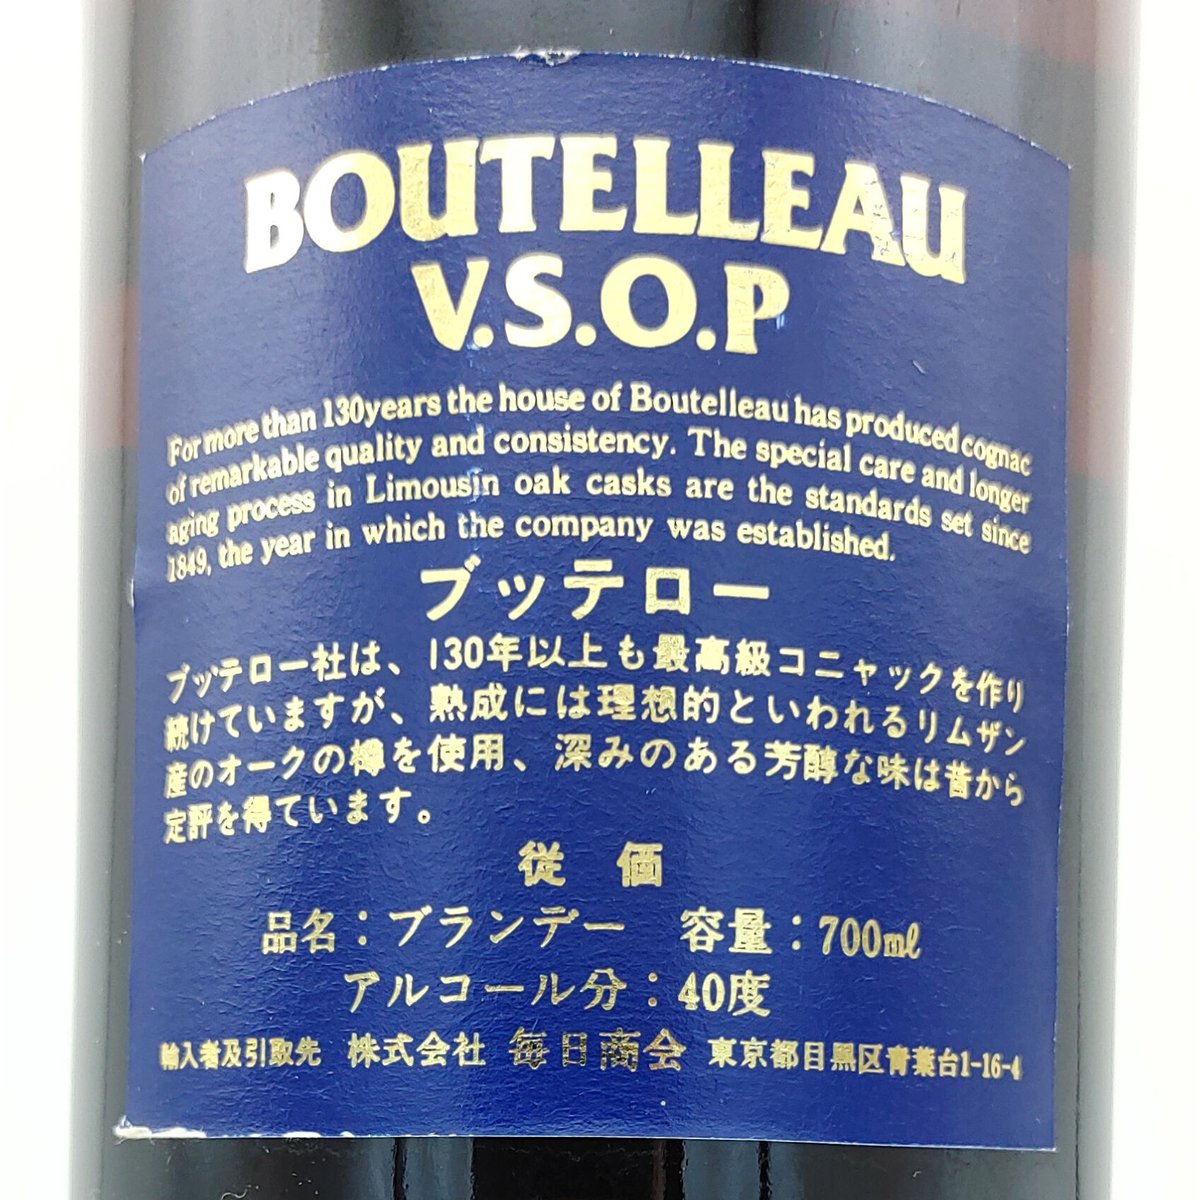 BOUTELLEAU
V.S.O.P
For more than 130years the house of Boutelleau has produced cognac
of remarkable quality and consistency. The special care and longer
aging process in Limousin oak casks are the standards set since
1849, the year in which the company was established.
ブッテロー
ブッテロー社は、130年以上も最高級コニャックを作り
続けていますが、熟成には理想的といわれるリムザン
産のオークの樽を使用、深みのある芳醇な味は昔から
定評を得ています。
従 価
品名：ブランデー 容量：700mℓ
アルコール分：40度
輸入者及引取先 株式会社 毎日商会 東京都目黒区青葉台1-16-4